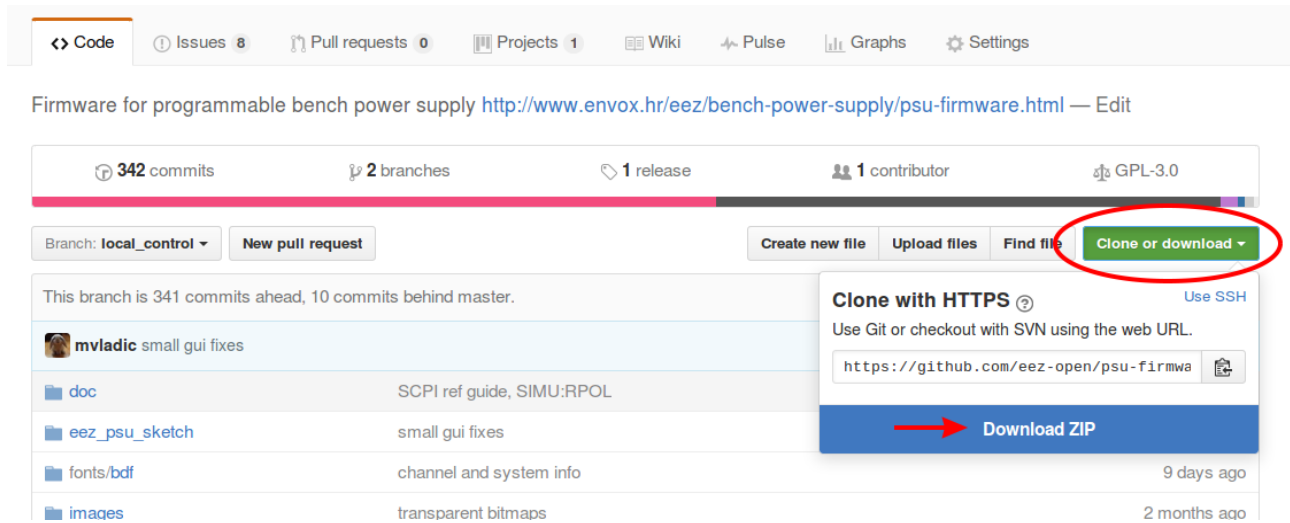 Code Issues 8 Pull requests 0 Projects 1 Wiki Pulse Graphs Settings
Firmware for programmable bench power supply http://www.envox.hr/eez/bench-power-supply/psu-firmware.html — Edit
342 commits 2 branches 1 release 1 contributor GPL-3.0
Branch: local_control New pull request Create new file Upload files Find file Clone or download
This branch is 341 commits ahead, 10 commits behind master.
Clone with HTTPS ? Use SSH
Use Git or checkout with SVN using the web URL.
mvladic small gui fixes
https://github.com/eez-open/psu-firmwa
doc SCPI ref guide, SIMU:RPOL
Download ZIP
eez_psu_sketch small gui fixes
fonts/bdf channel and system info 9 days ago
images transparent bitmaps 2 months ago